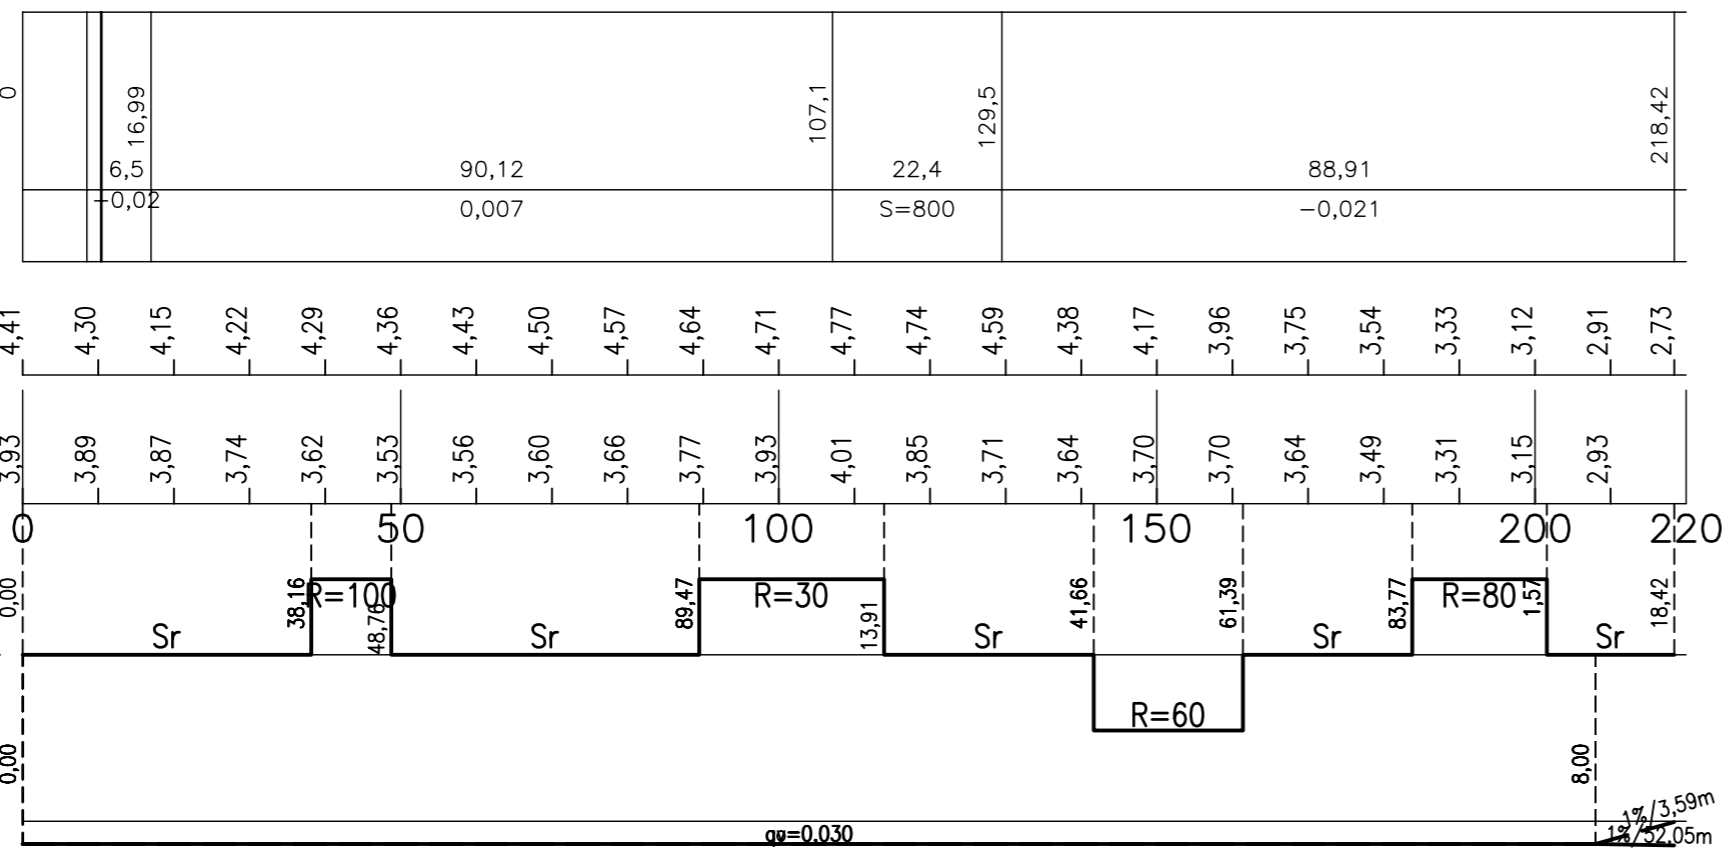 0 16,99 107,1 129,5 218,42
6,5 90,12 22,4 88,91
-0,02 0,007 S=800 -0,021
4,41 4,30 4,15 4,22 4,29 4,36 4,43 4,50 4,57 4,64 4,71 4,77 4,74 4,59 4,38 4,17 3,96 3,75 3,54 3,33 3,12 2,91 2,73
3,93 3,89 3,87 3,74 3,62 3,53 3,56 3,60 3,66 3,77 3,93 4,01 3,85 3,71 3,64 3,70 3,70 3,64 3,49 3,31 3,15 2,93
0 50 100 150 200 220
0,00 38,16 R=100 48,76 89,47 R=30 13,91 41,66 61,39 83,77 R=80 1,57 18,42
Sr Sr Sr Sr Sr
R=60
0,00 8,00
1%/3,59m
=0.030 1%/52,05m